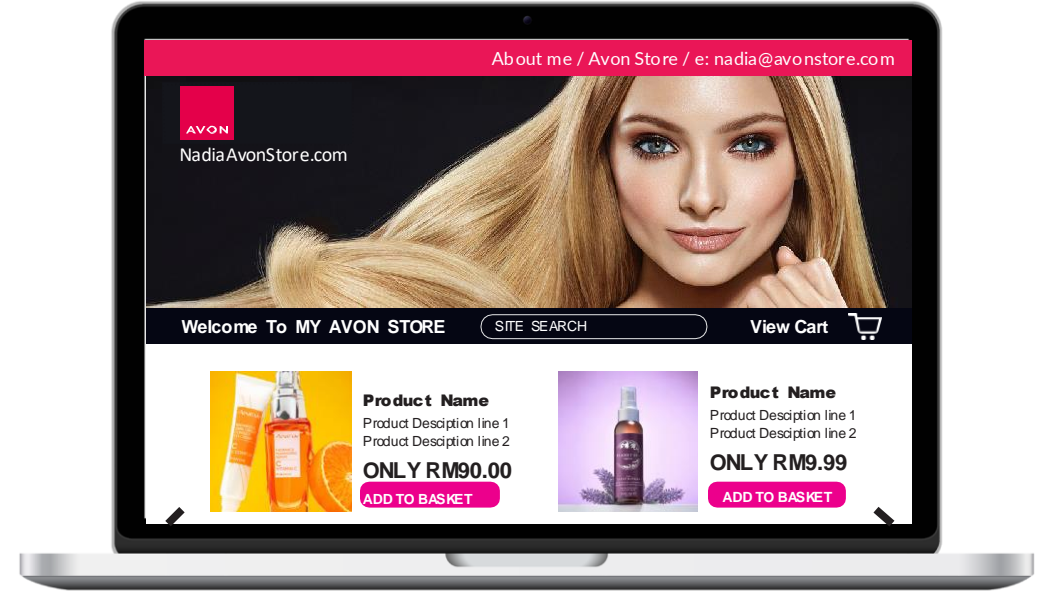 About me / Avon Store / e: nadia@avonstore.com
AVON
NadiaAvonStore.com
Welcome To MY AVON STORE
SITE SEARCH
View Cart
Product Name
Product Desciption line 1
Product Desciption line 2
ONLY RM90.00
ADD TO BASKET
Product Name
Product Desciption line 1
Product Desciption line 2
ONLY RM9.99
ADD TO BASKET